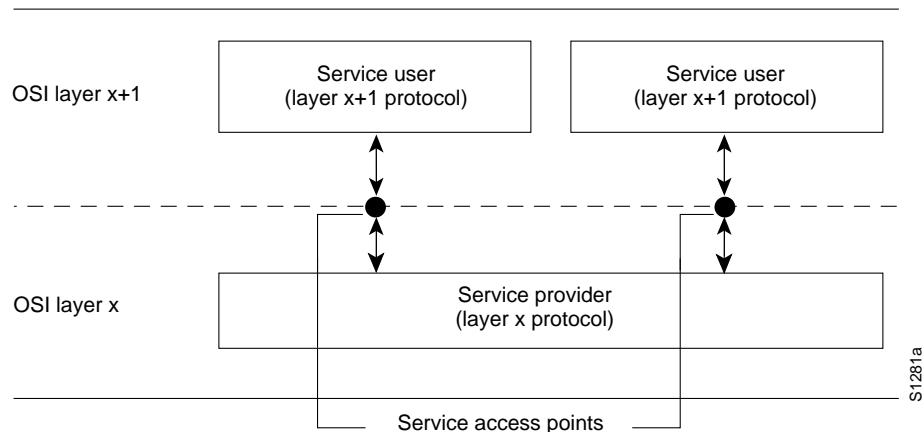 OSI layer x+1
Service user
(layer x+1 protocol)
Service user
(layer x+1 protocol)
OSI layer x
Service provider
(layer x protocol)
S1281a
Service access points